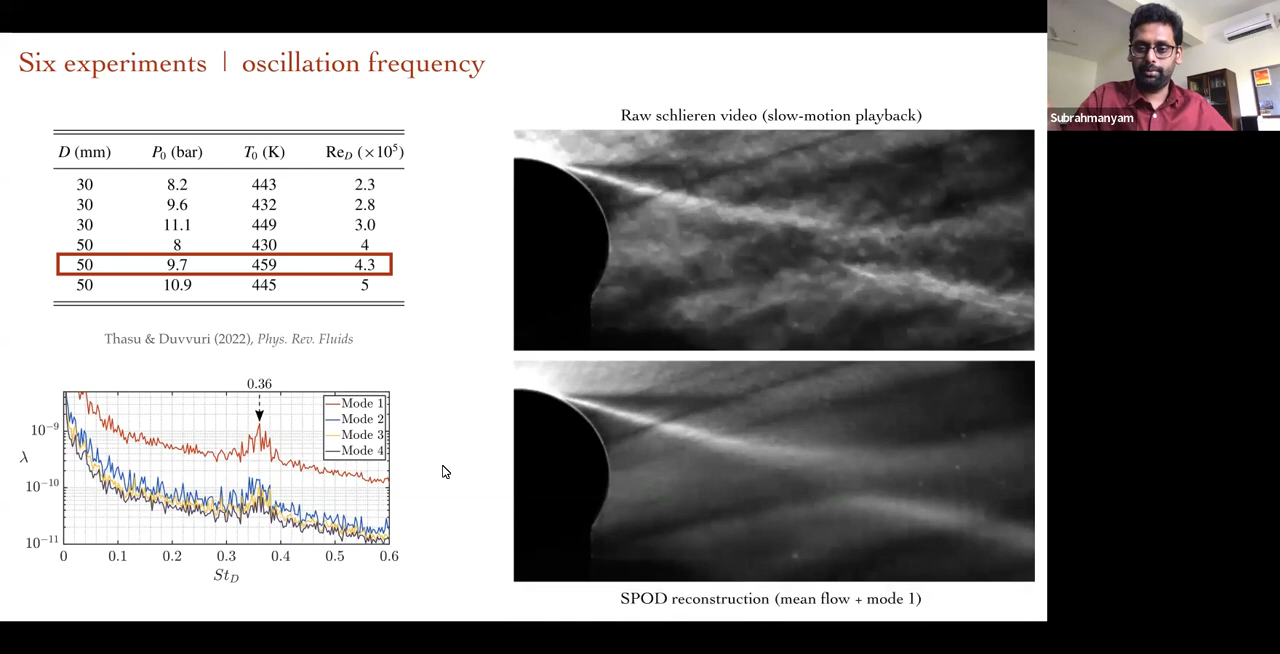 Six experiments | oscillation frequency
D (mm) P₀ (bar) T₀ (K) Re_D (×10⁵)
30 8.2 443 2.3
30 9.6 432 2.8
30 11.1 449 3.0
50 8 430 4
50 9.7 459 4.3
50 10.9 445 5
Thasu & Duvvuri (2022), Phys. Rev. Fluids
0.36
Mode 1
Mode 2
Mode 3
Mode 4
10⁻⁹
λ
10⁻¹⁰
10⁻¹¹
0 0.1 0.2 0.3 0.4 0.5 0.6
St_D
Raw schlieren video (slow-motion playback)
SPOD reconstruction (mean flow + mode 1)
Subrahmanyam